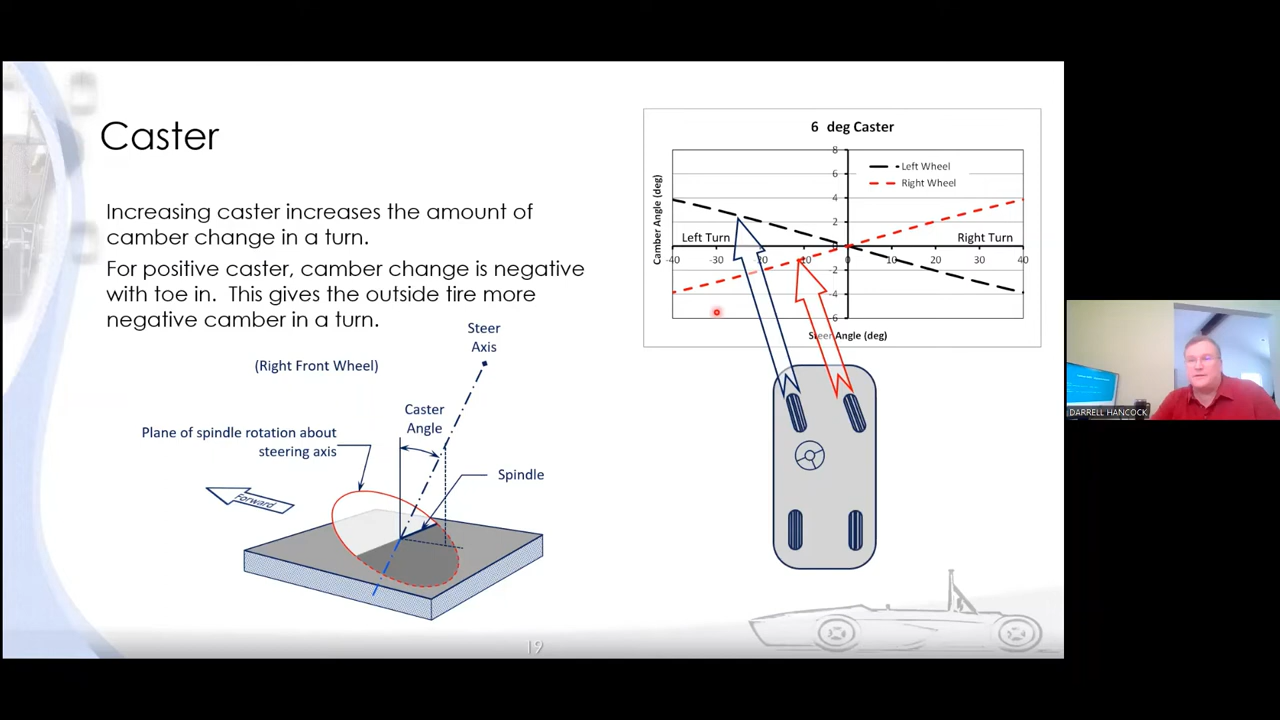 Caster
Increasing caster increases the amount of
camber change in a turn.
For positive caster, camber change is negative
with toe in. This gives the outside tire more
negative camber in a turn.
(Right Front Wheel)
Steer
Axis
Caster
Angle
Plane of spindle rotation about
steering axis
Spindle
Forward
6 deg Caster
Camber Angle (deg)
8
6
4
2
0
-2
-4
6
Left Wheel
Right Wheel
Left Turn
Right Turn
-40 -30 -20 10 0 10 20 30 40
Steer Angle (deg)
19
DARRELL HANCOCK